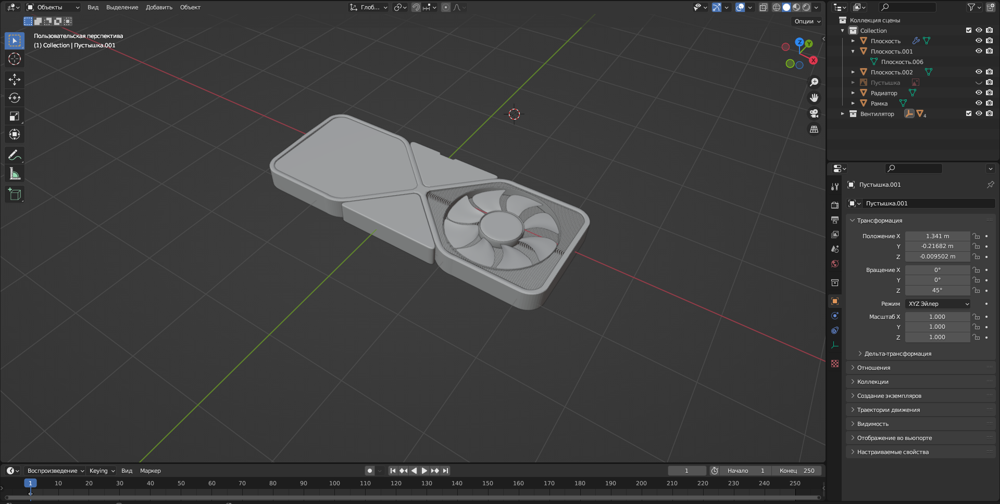 Объекты
Вид
Выделение
Добавить
Объект
Глоб...
Опции
Пользовательская перспектива
(1) Collection | Пустышка.001
Z
Y
X
Коллекция сцены
Collection
Плоскость
Плоскость.001
Плоскость.006
Плоскость.002
Пустышка
Радиатор
Рамка
Вентилятор
4
Пустышка.001
Пустышка.001
Трансформация
Положение X 1.341 m
Y -0.21682 m
Z -0.009502 m
Вращение X 0°
Y 0°
Z 45°
Режим XYZ Эйлер
Масштаб X 1.000
Y 1.000
Z 1.000
Дельта-трансформация
Отношения
Коллекции
Создание экземпляров
Траектории движения
Видимость
Отображение во вьюпорте
Настраиваемые свойства
Воспроизведение
Keying
Вид
Маркер
1
Начало 1
Конец 250
1 10 20 30 40 50 60 70 80 90 100 110 120 130 140 150 160 170 180 190 200 210 220 230 240 250